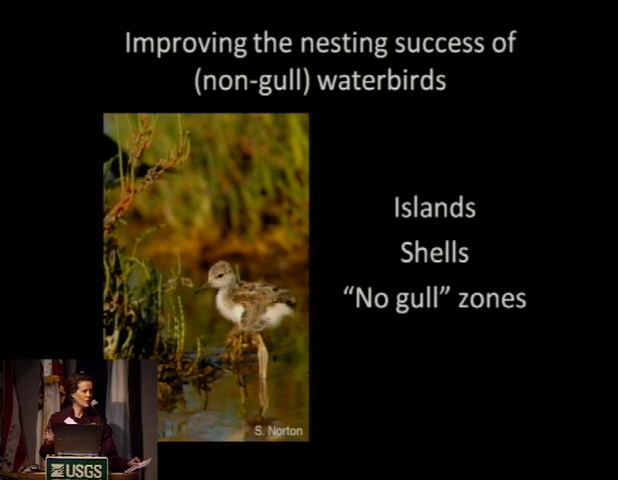 Improving the nesting success of
(non-gull) waterbirds
Islands
Shells
“No gull” zones
S. Norton
USGS